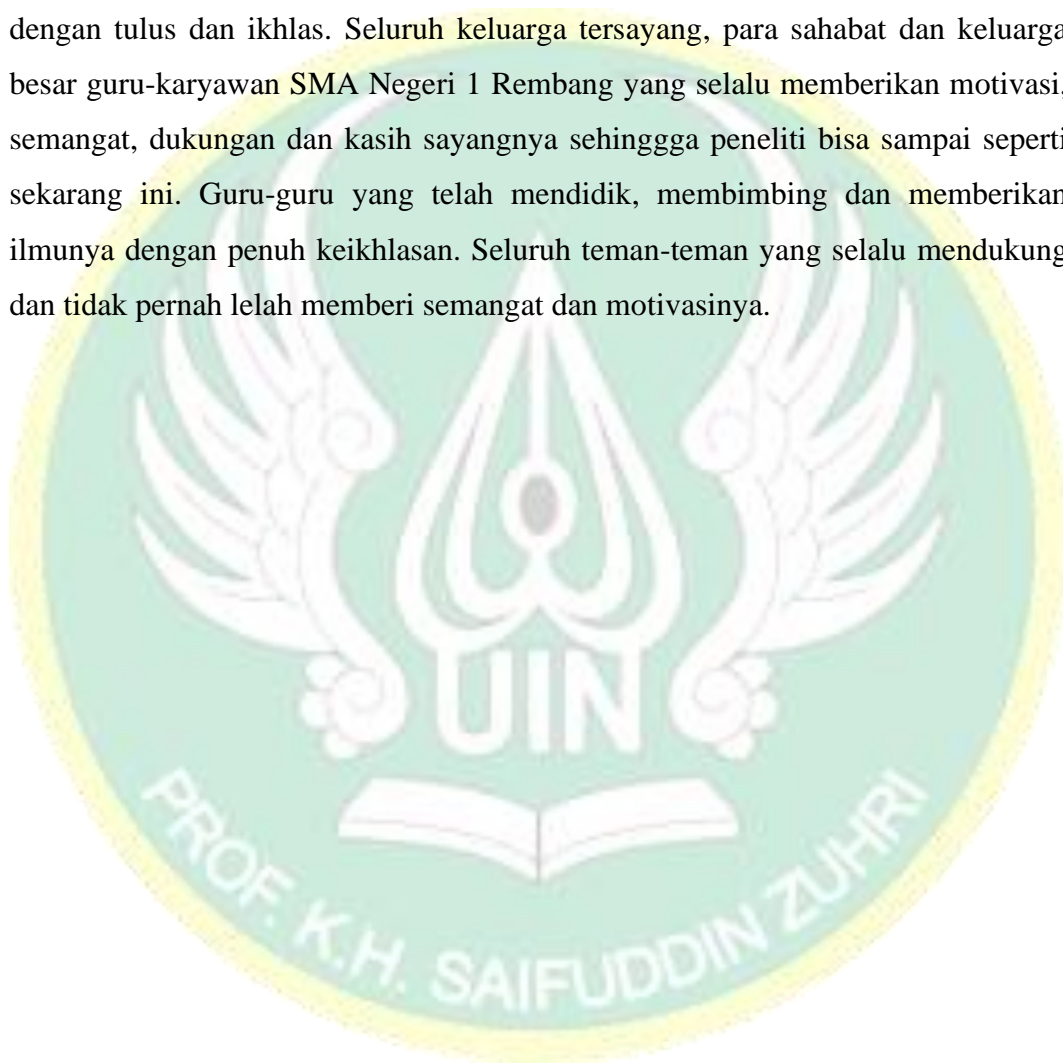 dengan tulus dan ikhlas. Seluruh keluarga tersayang, para sahabat dan keluarga
besar guru-karyawan SMA Negeri 1 Rembang yang selalu memberikan motivasi,
semangat, dukungan dan kasih sayangnya sehinggga peneliti bisa sampai seperti
sekarang ini. Guru-guru yang telah mendidik, membimbing dan memberikan
ilmunya dengan penuh keikhlasan. Seluruh teman-teman yang selalu mendukung
dan tidak pernah lelah memberi semangat dan motivasinya.
UIN
PROF. K.H. SAIFUDDIN ZUHRI